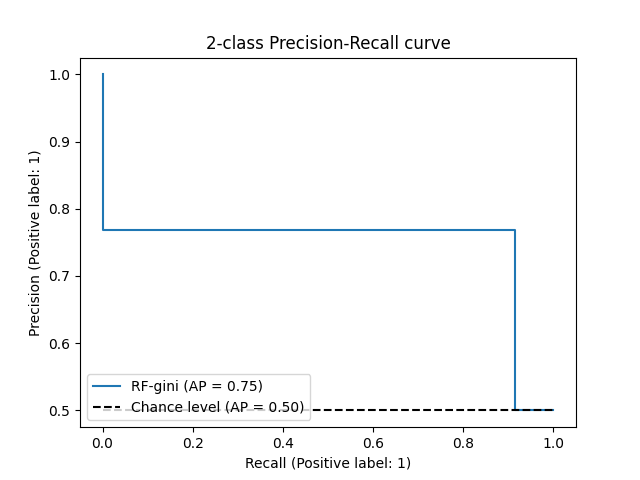 2-class Precision-Recall curve
Precision (Positive label: 1)
1.0
0.9
0.8
0.7
0.6
0.5
RF-gini (AP = 0.75)
Chance level (AP = 0.50)
0.0 0.2 0.4 0.6 0.8 1.0
Recall (Positive label: 1)